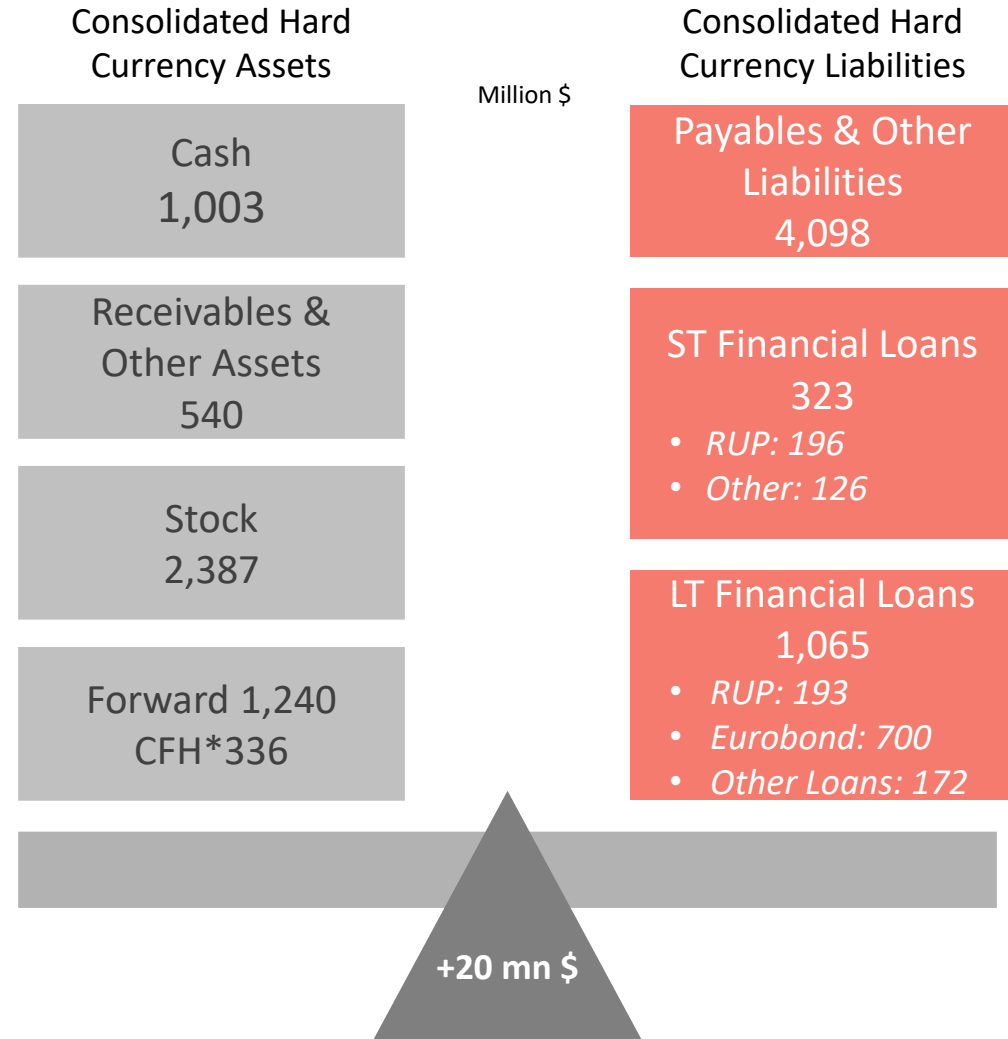 Consolidated Hard
Currency Assets
Million $
Consolidated Hard
Currency Liabilities
Cash
1,003
Receivables &
Other Assets
540
Stock
2,387
Forward 1,240
CFH*336
Payables & Other
Liabilities
4,098
ST Financial Loans
323
• RUP: 196
• Other: 126
LT Financial Loans
1,065
• RUP: 193
• Eurobond: 700
• Other Loans: 172
+20 mn $